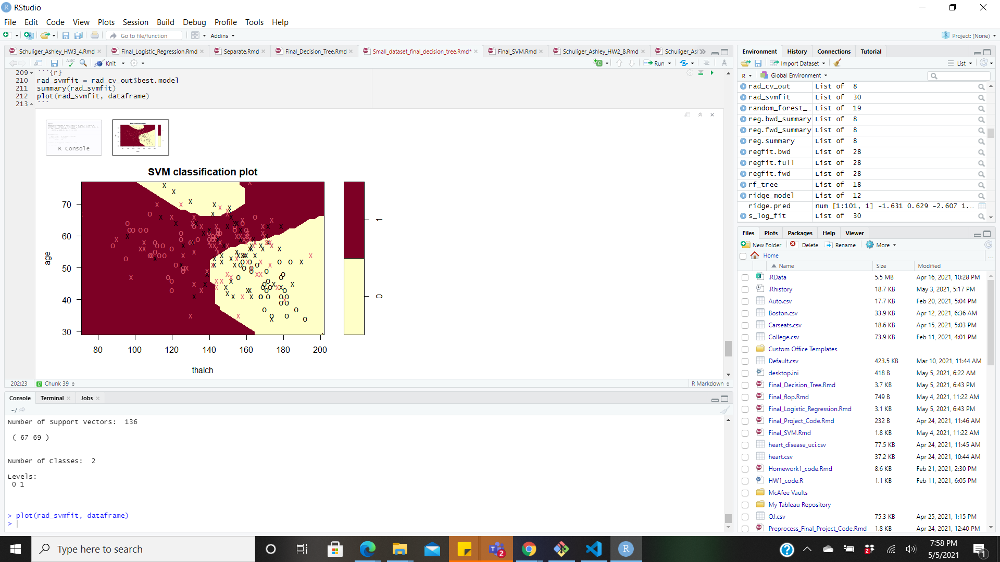 RStudio
File Edit Code View Plots Session Build Debug Profile Tools Help
Go to file/function Addins Project: (None)
Schuliger_Ashley_HW3_4.Rmd Final_Logistic_Regression.Rmd Separate.Rmd Final_Decision_Tree.Rmd Small_dataset_final_decision_tree.Rmd* Final_SVM.Rmd Schuliger_Ashley_HW2_8.Rmd Schuliger_As
Knit Run
209 ```{r}
210 rad_svmfit = rad_cv_out$best.model
211 summary(rad_svmfit)
212 plot(rad_svmfit, dataframe)
213 ```
R Console
SVM classification plot
70
60
50
40
30
age
80 100 120 140 160 180 200
thalch
1
0
202:23 Chunk 39 R Markdown
Console Terminal Jobs
~/
Number of Support Vectors: 136
( 67 69 )
Number of Classes: 2
Levels:
0 1
> plot(rad_svmfit, dataframe)
>
Environment History Connections Tutorial
Import Dataset List
R Global Environment
rad_cv_out List of 8
rad_svmfit List of 30
random_forest_… List of 19
reg.bwd_summary List of 8
reg.fwd_summary List of 8
reg.summary List of 8
regfit.bwd List of 28
regfit.full List of 28
regfit.fwd List of 28
rf_tree List of 18
ridge_model List of 12
ridge.pred num [1:101, 1] -1.631 0.629 -2.607 1.…
s_log_fit List of 30
Files Plots Packages Help Viewer
New Folder Delete Rename More
Home ...
Name Size Modified
.RData 5.5 MB Apr 16, 2021, 10:28 PM
.Rhistory 18.7 KB May 3, 2021, 5:17 PM
Auto.csv 17.7 KB Feb 20, 2021, 5:04 PM
Boston.csv 33.9 KB Apr 12, 2021, 6:36 AM
Carseats.csv 18.6 KB Apr 15, 2021, 5:03 PM
College.csv 73.9 KB Feb 11, 2021, 4:01 PM
Custom Office Templates
Default.csv 423.5 KB Mar 10, 2021, 11:44 AM
desktop.ini 418 B May 5, 2021, 6:22 AM
Final_Decision_Tree.Rmd 3.7 KB May 5, 2021, 6:43 PM
Final_flop.Rmd 749 B May 4, 2021, 11:22 AM
Final_Logistic_Regression.Rmd 3.1 KB May 5, 2021, 6:43 PM
Final_Project_Code.Rmd 232 B Apr 24, 2021, 11:46 AM
Final_SVM.Rmd 1.8 KB May 4, 2021, 11:22 AM
heart_disease_uci.csv 77.5 KB Apr 24, 2021, 11:45 AM
heart.csv 37.2 KB Apr 24, 2021, 10:44 AM
Homework1_code.Rmd 8.6 KB Feb 21, 2021, 2:30 PM
HW1_code.R 1.1 KB Feb 11, 2021, 6:05 PM
McAfee Vaults
My Tableau Repository
OJ.csv 75.3 KB Apr 25, 2021, 1:15 PM
Preprocess_Final_Project_Code.Rmd 1.8 KB Apr 24, 2021, 12:40 PM
Type here to search
7:58 PM
5/5/2021